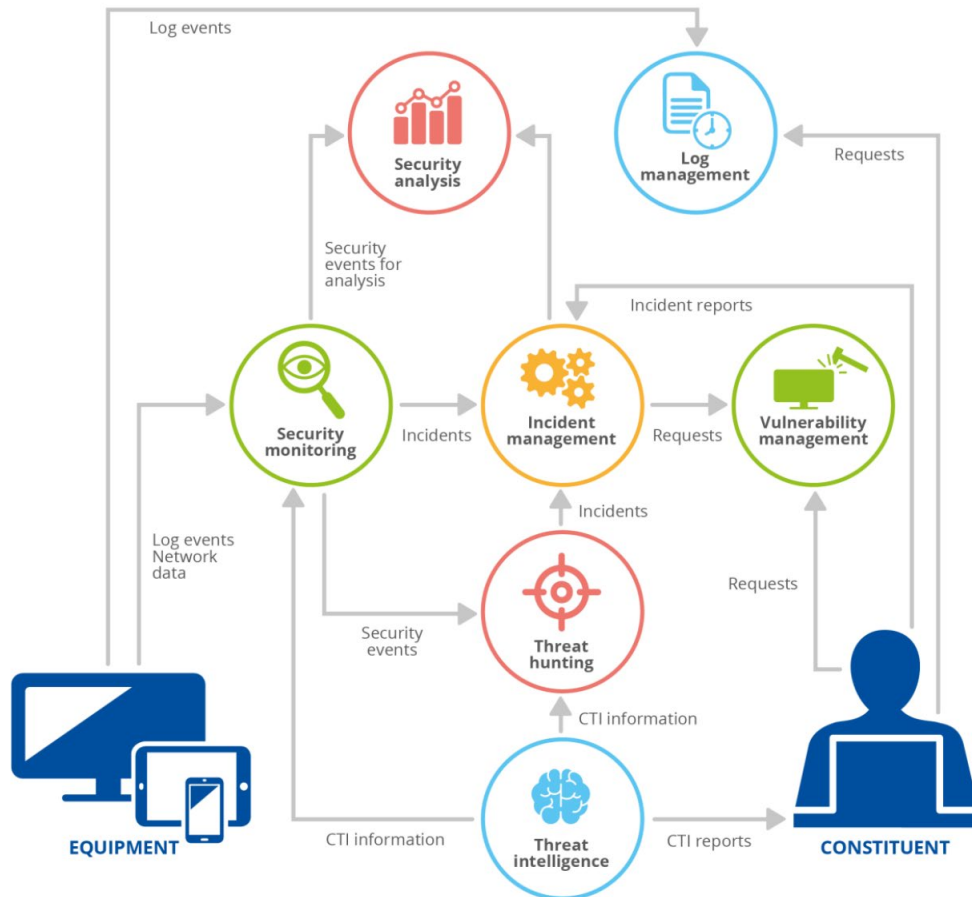 Log events
Security
analysis
Log
management
Requests
Security
events for
analysis
Incident reports
Security
monitoring
Incidents
Incident
management
Requests
Vulnerability
management
Incidents
Log events
Network
data
Requests
Security
events
Threat
hunting
CTI information
EQUIPMENT
CTI information
Threat
intelligence
CTI reports
CONSTITUENT